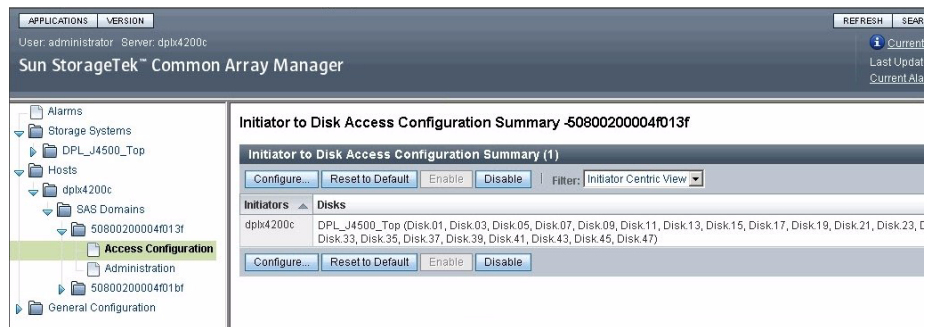 APPLICATIONS VERSION
REFRESH SEAR
User: administrator Server: dplx4200c
Current
Sun StorageTek™ Common Array Manager
Last Updat
Current Ala
Alarms
Storage Systems
DPL_J4500_Top
Hosts
dplx4200c
SAS Domains
50800200004f013f
Access Configuration
Administration
50800200004f01bf
General Configuration
Initiator to Disk Access Configuration Summary -50800200004f013f
Initiator to Disk Access Configuration Summary (1)
Configure... Reset to Default Enable Disable Filter: Initiator Centric View
Initiators Disks
dplx4200c DPL_J4500_Top (Disk.01, Disk.03, Disk.05, Disk.07, Disk.09, Disk.11, Disk.13, Disk.15, Disk.17, Disk.19, Disk.21, Disk.23, D
Disk.33, Disk.35, Disk.37, Disk.39, Disk.41, Disk.43, Disk.45, Disk.47)
Configure... Reset to Default Enable Disable